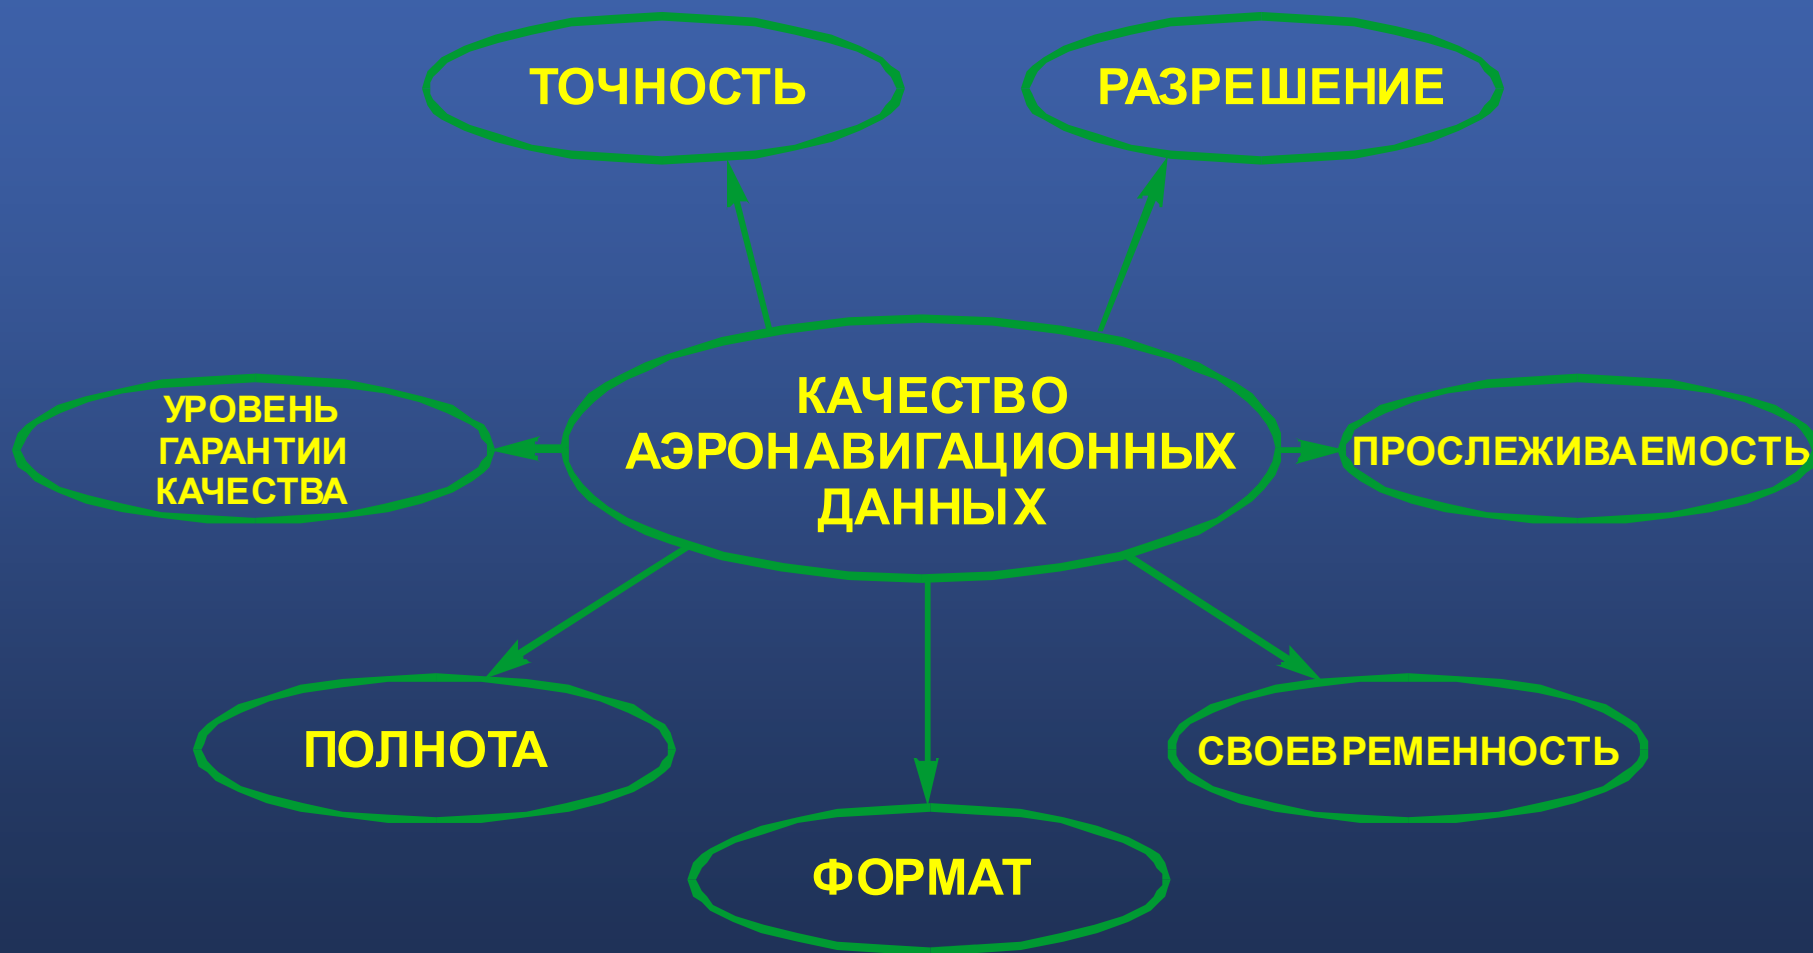 ТОЧНОСТЬ
РАЗРЕШЕНИЕ
КАЧЕСТВО
АЭРОНАВИГАЦИОННЫХ
ДАННЫХ
УРОВЕНЬ
ГАРАНТИИ
КАЧЕСТВА
ПРОСЛЕЖИВАЕМОСТЬ
ПОЛНОТА
СВОЕВРЕМЕННОСТЬ
ФОРМАТ